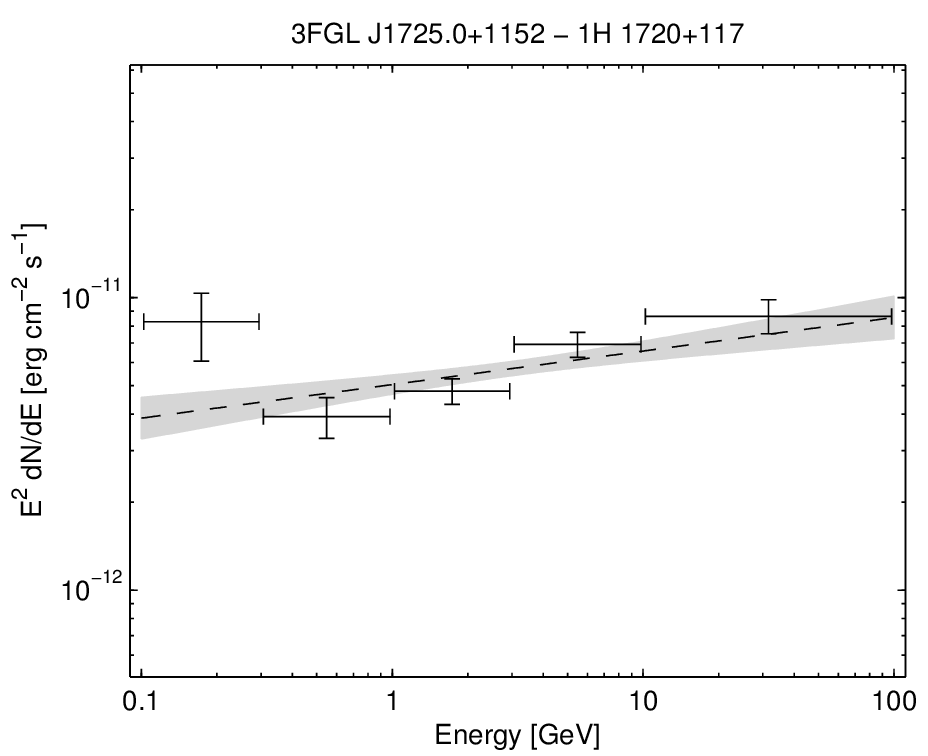 3FGL J1725.0+1152 − 1H 1720+117
E² dN/dE [erg cm⁻² s⁻¹]
10⁻¹¹
10⁻¹²
0.1 1 10 100
Energy [GeV]